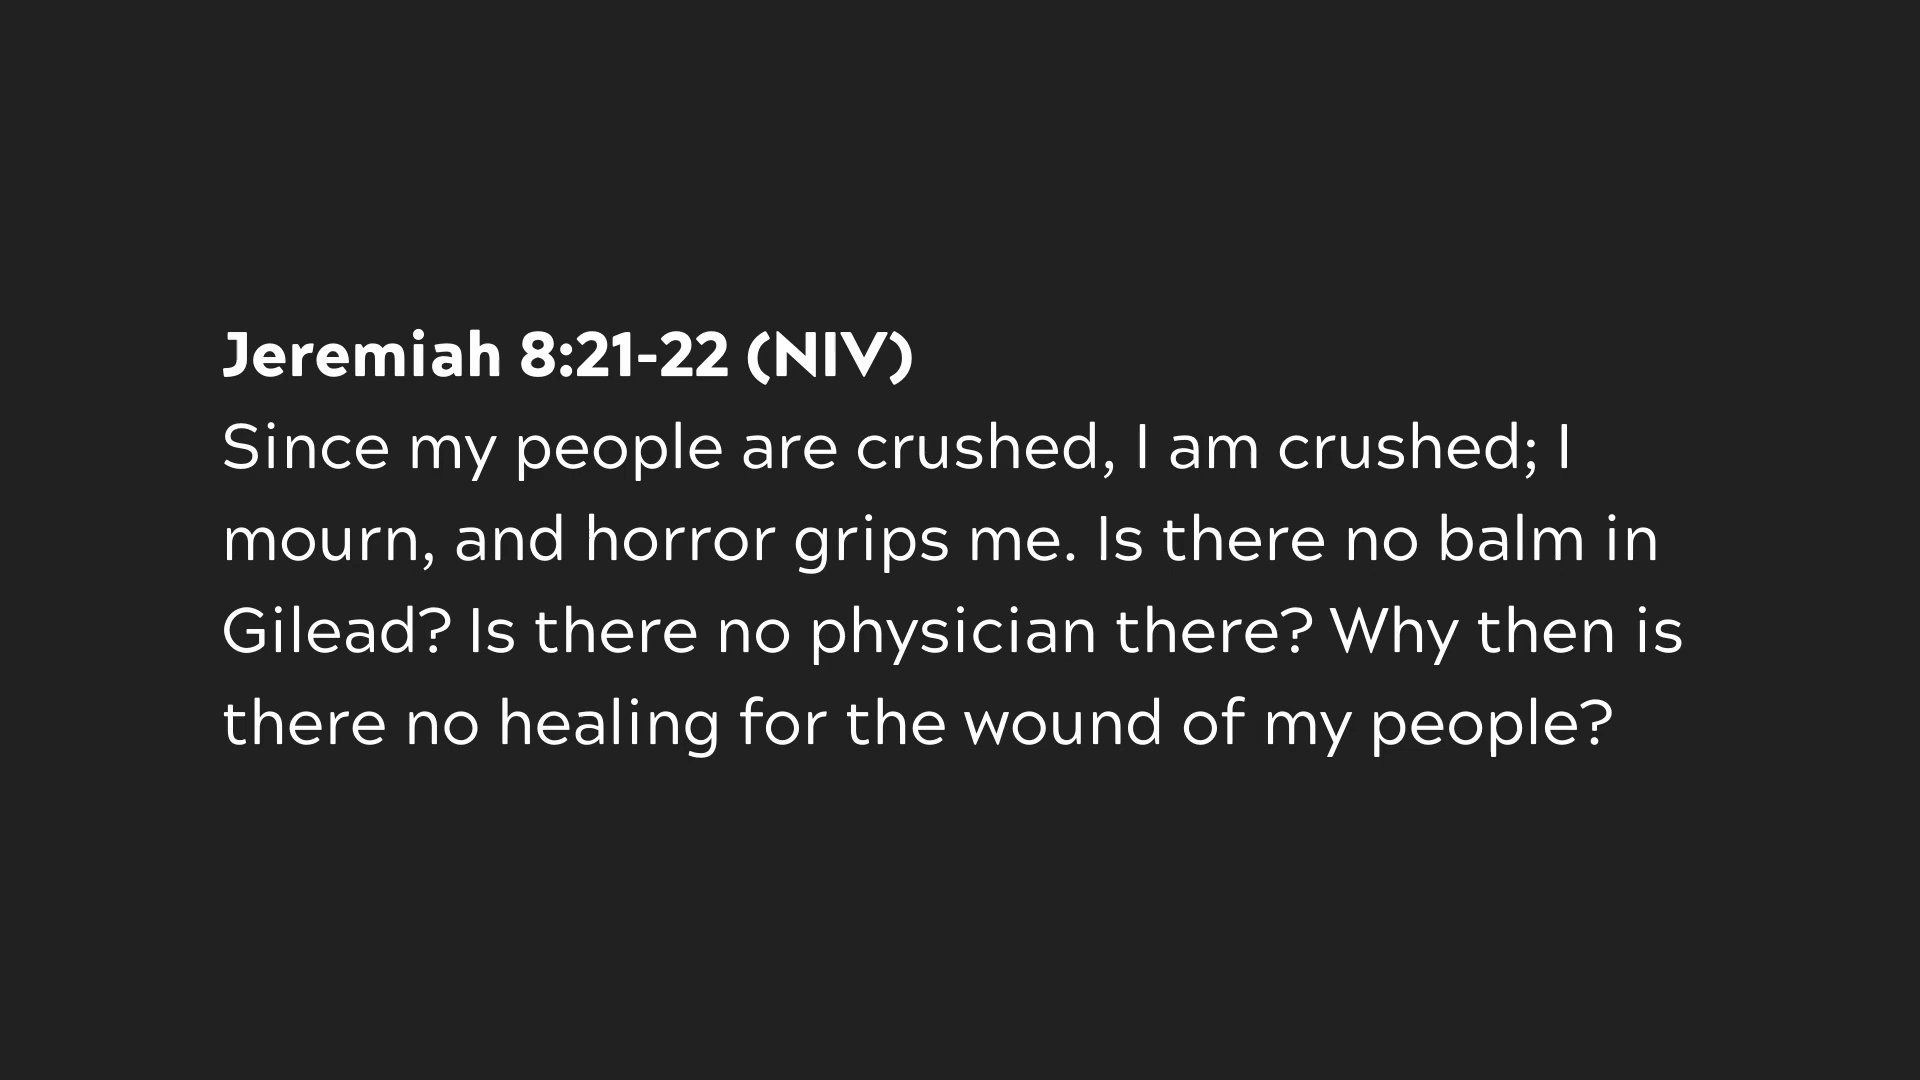 Jeremiah 8:21-22 (NIV)
Since my people are crushed, I am crushed; I
mourn, and horror grips me. Is there no balm in
Gilead? Is there no physician there? Why then is
there no healing for the wound of my people?